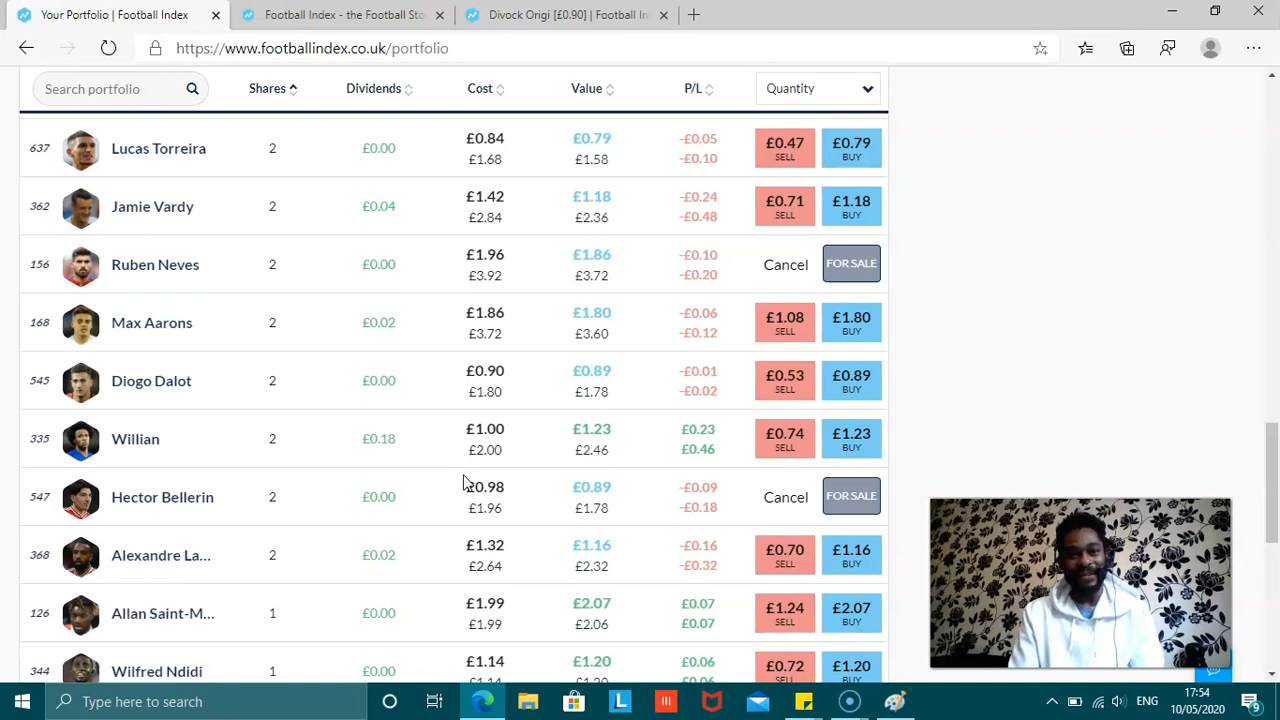 Your Portfolio | Football Index
Football Index - the Football Sto
Divock Origi [£0.90] | Football In
https://www.footballindex.co.uk/portfolio
Search portfolio Shares Dividends Cost Value P/L Quantity
637 Lucas Torreira 2 £0.00 £0.84 £0.79 -£0.05 £0.47 £0.79
£1.68 £1.58 -£0.10 SELL BUY
362 Jamie Vardy 2 £0.04 £1.42 £1.18 -£0.24 £0.71 £1.18
£2.84 £2.36 -£0.48 SELL BUY
156 Ruben Neves 2 £0.00 £1.96 £1.86 -£0.10 Cancel FOR SALE
£3.92 £3.72 -£0.20
168 Max Aarons 2 £0.02 £1.86 £1.80 -£0.06 £1.08 £1.80
£3.72 £3.60 -£0.12 SELL BUY
545 Diogo Dalot 2 £0.00 £0.90 £0.89 -£0.01 £0.53 £0.89
£1.80 £1.78 -£0.02 SELL BUY
335 Willian 2 £0.18 £1.00 £1.23 £0.23 £0.74 £1.23
£2.00 £2.46 £0.46 SELL BUY
547 Hector Bellerin 2 £0.00 £0.98 £0.89 -£0.09 Cancel FOR SALE
£1.96 £1.78 -£0.18
368 Alexandre La... 2 £0.02 £1.32 £1.16 -£0.16 £0.70 £1.16
£2.64 £2.32 -£0.32 SELL BUY
126 Allan Saint-M... 1 £0.00 £1.99 £2.07 £0.07 £1.24 £2.07
£1.99 £2.06 £0.07 SELL BUY
344 Wilfred Ndidi 1 £0.00 £1.14 £1.20 £0.06 £0.72 £1.20
Type here to search
ENG
17:54
10/05/2020
9